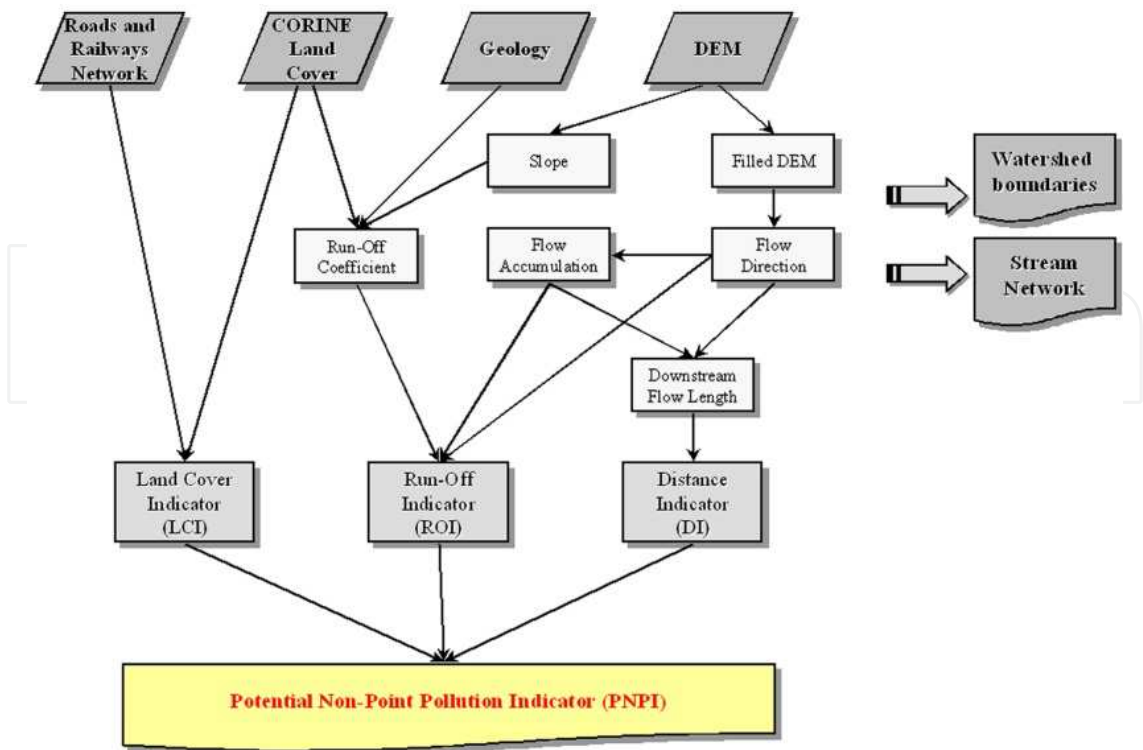 Roads and
Railways
Network
CORINE
Land
Cover
Geology
DEM
Slope
Filled DEM
Watershed
boundaries
Run-Off
Coefficient
Flow
Accumulation
Flow
Direction
Stream
Network
Downstream
Flow Length
Land Cover
Indicator
(LCI)
Run-Off
Indicator
(ROI)
Distance
Indicator
(DI)
Potential Non-Point Pollution Indicator (PNPI)